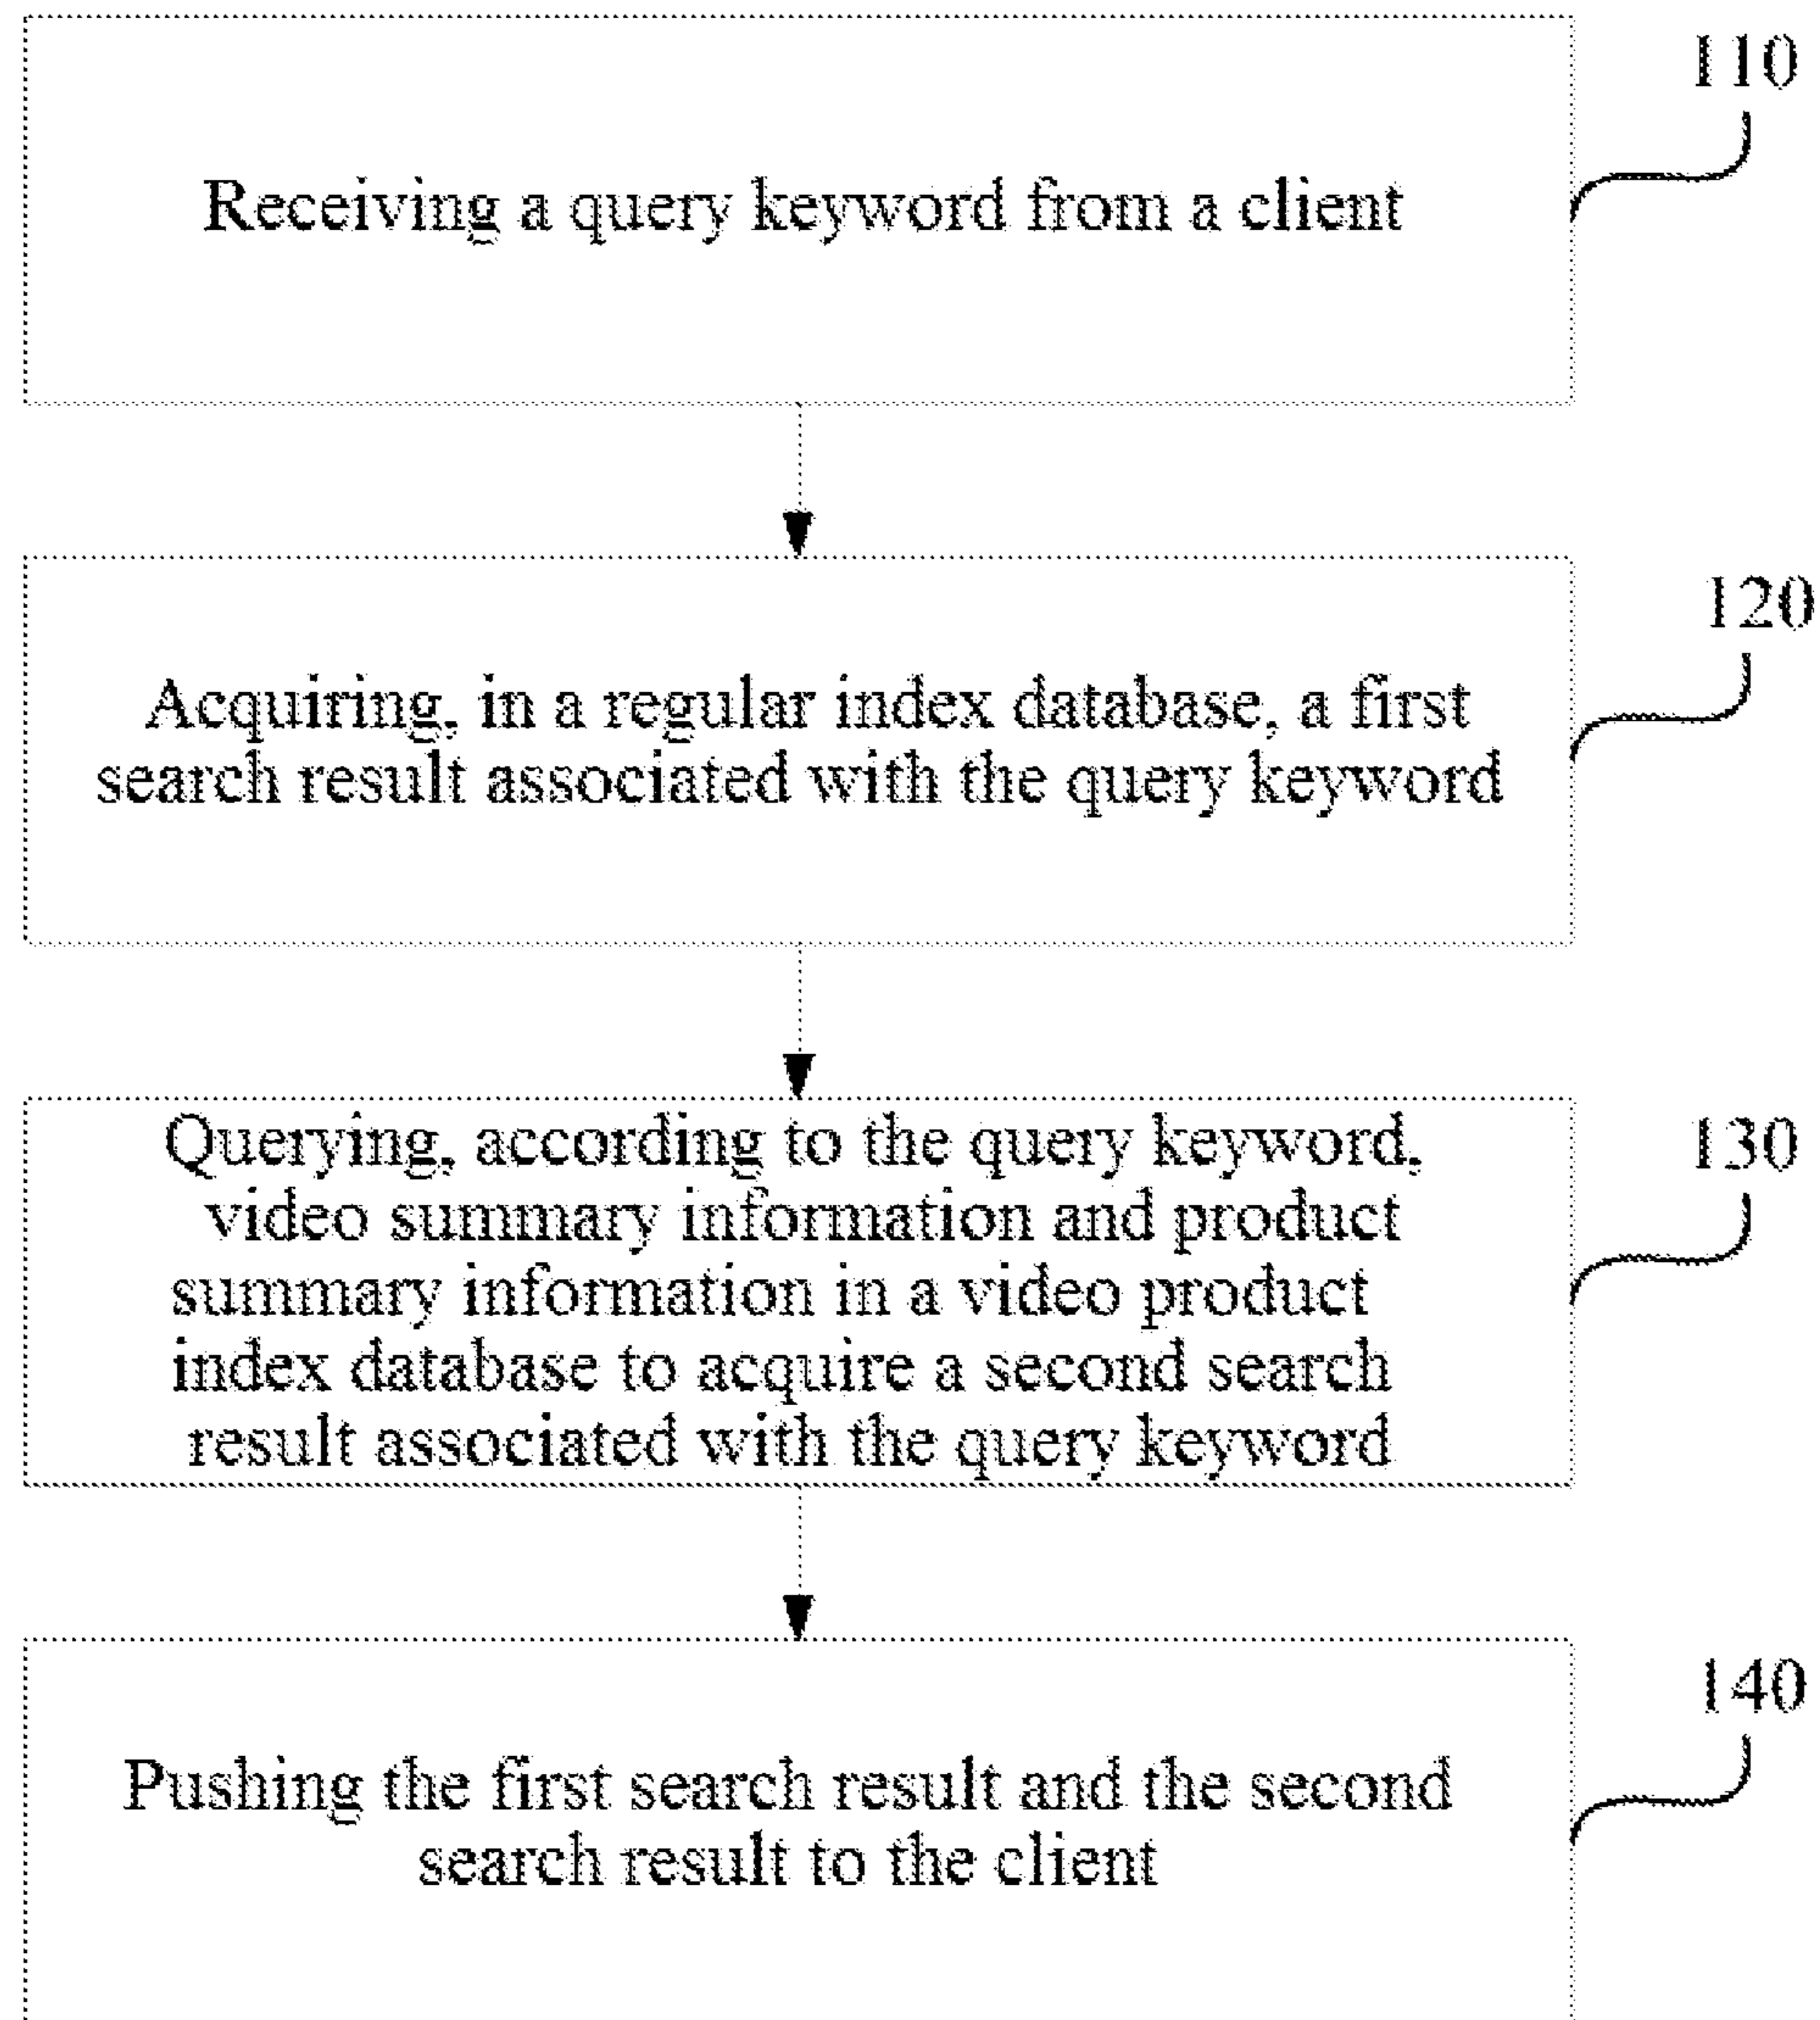 110
Receiving a query keyword from a client
120
Acquiring, in a regular index database, a first
search result associated with the query keyword
130
Querying, according to the query keyword,
video summary information and product
summary information in a video product
index database to acquire a second search
result associated with the query keyword
140
Pushing the first search result and the second
search result to the client